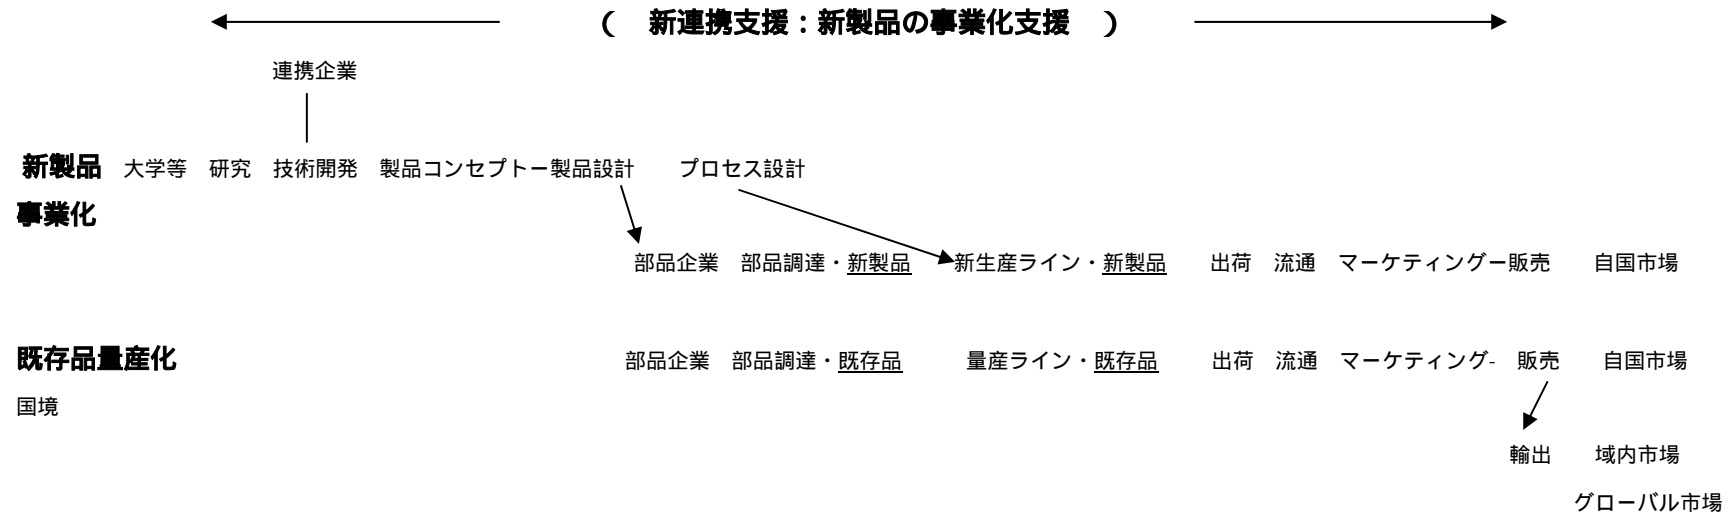 （　新連携支援：新製品の事業化支援　）
連携企業
新製品　大学等　研究　技術開発　製品コンセプトー製品設計　　プロセス設計
事業化
部品企業　部品調達・新製品　　新生産ライン・新製品　　出荷　流通　マーケティングー販売　　自国市場
既存品量産化　　部品企業　部品調達・既存品　　量産ライン・既存品　　出荷　流通　マーケティング-　販売　　自国市場
国境
輸出　　域内市場
グローバル市場